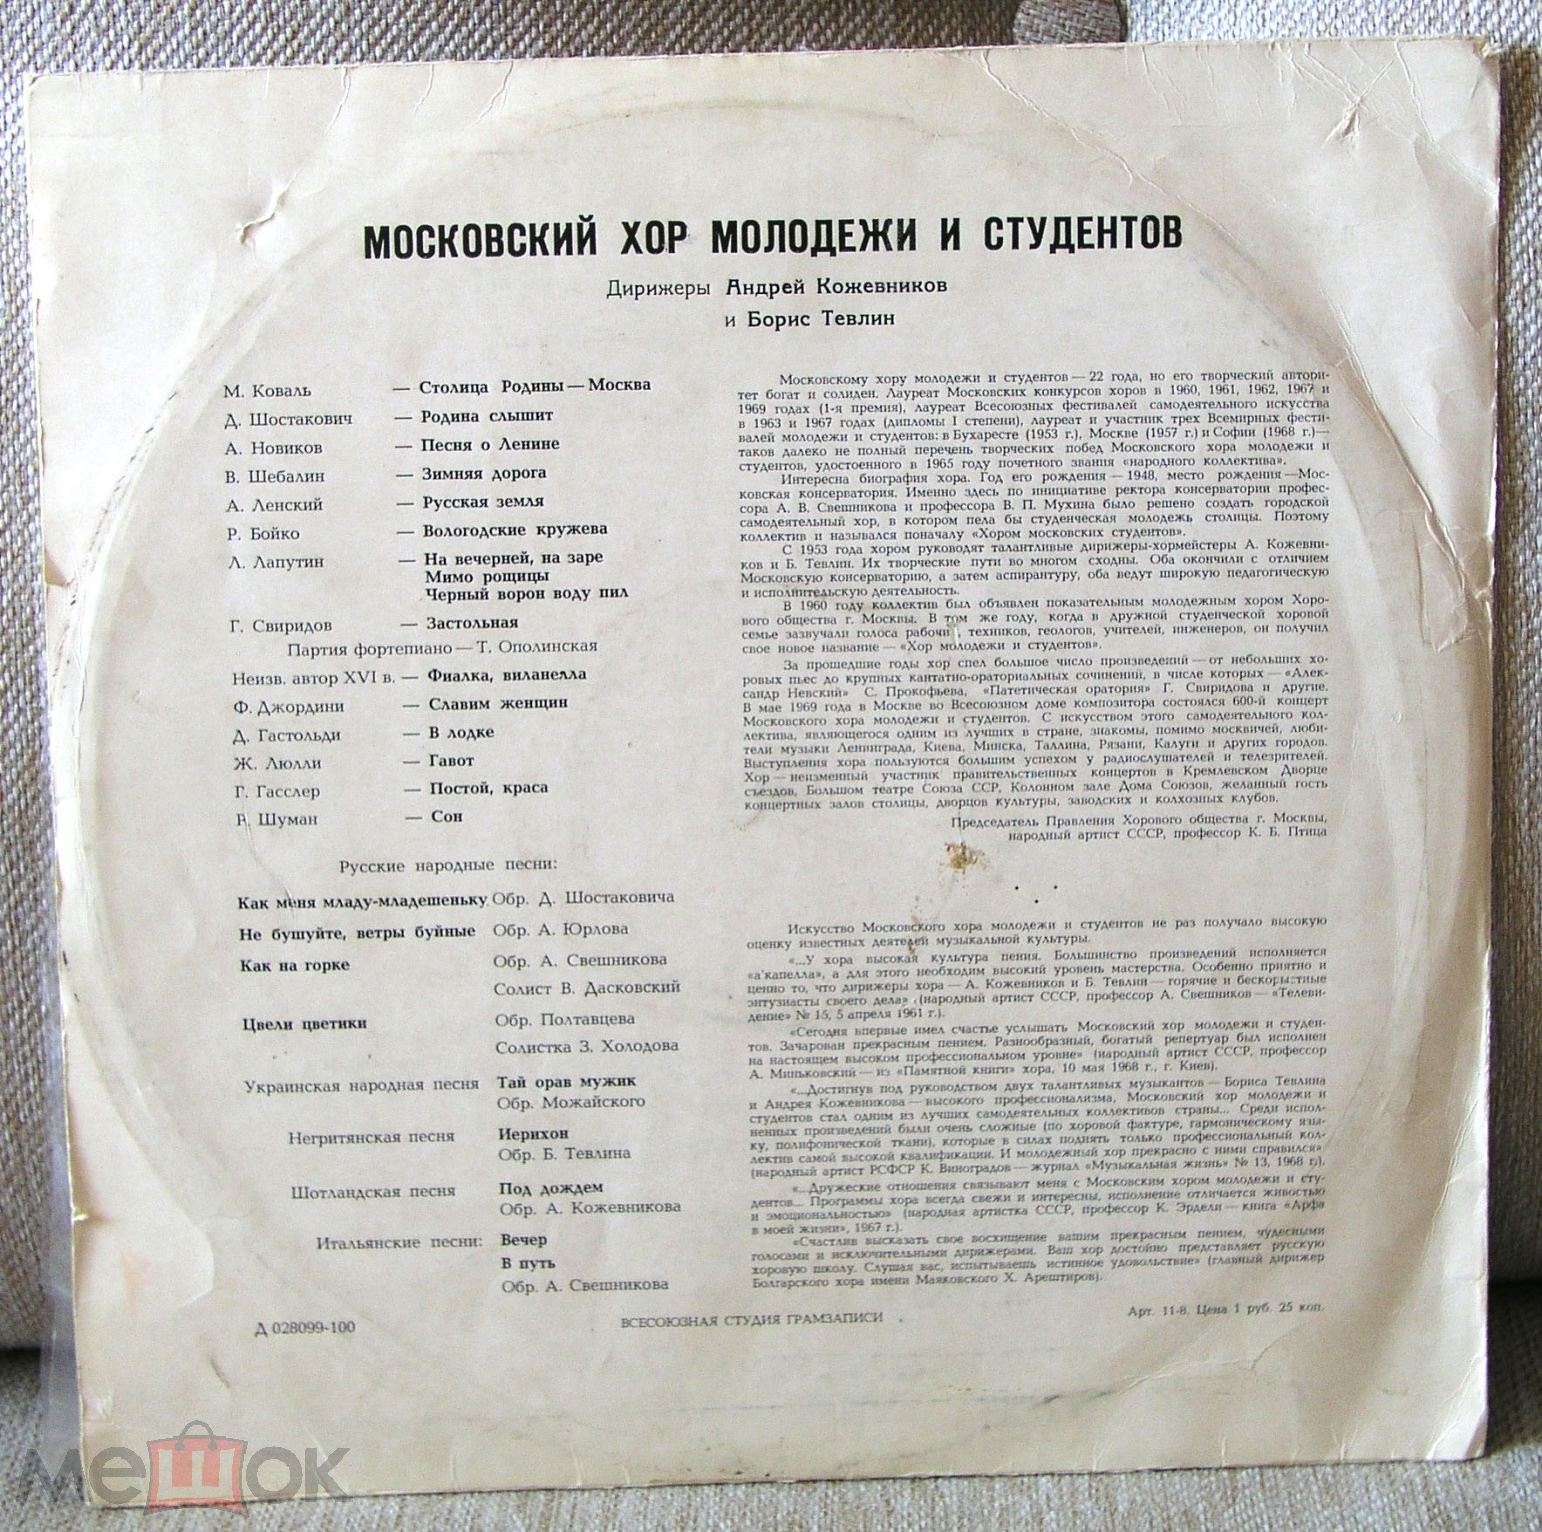 МОСКОВСКИЙ ХОР МОЛОДЕЖИ И СТУДЕНТОВ
Дирижеры Андрей Кожевников
и Борис Тевлин
М. Коваль — Столица Родины — Москва
Д. Шостакович — Родина слышит
А. Новиков — Песня о Ленине
В. Шебалин — Зимняя дорога
А. Ленский — Русская земля
Р. Бойко — Вологодские кружева
Л. Лапутин — На вечерней, на заре
Мимо рощицы
Черный ворон воду пил
Г. Свиридов — Застольная
Партия фортепиано — Т. Ополинская
Неизв. автор XVI в. — Фиалка, виланелла
Ф. Джордини — Славим женщин
Д. Гастольди — В лодке
Ж. Люлли — Гавот
Г. Гасслер — Постой, краса
Р. Шуман — Сон
Русские народные песни:
Как меня младу-младешеньку Обр. Д. Шостаковича
Не бушуйте, ветры буйные Обр. А. Юрлова
Как на горке Обр. А. Свешникова
Солист В. Дасковский
Цвели цветики Обр. Полтавцева
Солистка З. Холодова
Украинская народная песня Тай орав мужик
Обр. Можайского
Негритянская песня Иерихон
Обр. Б. Тевлина
Шотландская песня Под дождем
Обр. А. Кожевникова
Итальянские песни: Вечер
В путь
Обр. А. Свешникова
Московскому хору молодежи и студентов — 22 года, но его творческий автори-
тет богат и солиден. Лауреат Московских конкурсов хоров в 1960, 1961, 1962, 1967 и
1969 годах (1-я премия), лауреат Всесоюзных фестивалей самодеятельного искусства
в 1963 и 1967 годах (дипломы I степени), лауреат и участник трех Всемирных фести-
валей молодежи и студентов: в Бухаресте (1953 г.), Москве (1957 г.) и Софии (1968 г.)—
таков далеко не полный перечень творческих побед Московского хора молодежи и
студентов, удостоенного в 1965 году почетного звания «народного коллектива».
Интересна биография хора. Год его рождения — 1948, место рождения — Мос-
ковская консерватория. Именно здесь по инициативе ректора консерватории профес-
сора А. В. Свешникова и профессора В. П. Мухина было решено создать городской
самодеятельный хор, в котором пела бы студенческая молодежь столицы. Поэтому
коллектив и назывался поначалу «Хором московских студентов».
С 1953 года хором руководят талантливые дирижеры-хормейстеры А. Кожевни-
ков и Б. Тевлин. Их творческие пути во многом сходны. Оба окончили с отличием
Московскую консерваторию, а затем аспирантуру, оба ведут широкую педагогическую
и исполнительскую деятельность.
В 1960 году коллектив был объявлен показательным молодежным хором Хоро-
вого общества г. Москвы. В том же году, когда в дружной студенческой хоровой
семье зазвучали голоса рабочи , техников, геологов, учителей, инженеров, он получил
свое новое название — «Хор молодежи и студентов».
За прошедшие годы хор спел большое число произведений — от небольших хо-
ровых пьес до крупных кантатно-ораториальных сочинений, в числе которых — «Алек-
сандр Невский» С. Прокофьева, «Патетическая оратория» Г. Свиридова и другие.
В мае 1969 года в Москве во Всесоюзном доме композитора состоялся 600-й концерт
Московского хора молодежи и студентов. С искусством этого самодеятельного кол-
лектива, являющегося одним из лучших в стране, знакомы, помимо москвичей, люби-
тели музыки Ленинграда, Киева, Минска, Таллина, Рязани, Калуги и других городов.
Выступления хора пользуются большим успехом у радиослушателей и телезрителей.
Хор — неизменный участник правительственных концертов в Кремлевском Дворце
съездов, Большом театре Союза ССР, Колонном зале Дома Союзов, желанный гость
концертных залов столицы, дворцов культуры, заводских и колхозных клубов.
Председатель Правления Хорового общества г. Москвы,
народный артист СССР, профессор К. Б. Птица
Искусство Московского хора молодежи и студентов не раз получало высокую
оценку известных деятелей музыкальной культуры.
«...У хора высокая культура пения. Большинство произведений исполняется
«а'капелла», а для этого необходим высокий уровень мастерства. Особенно приятно и
ценно то, что дирижеры хора — А. Кожевников и Б. Тевлин — горячие и бескорыстные
энтузиасты своего дела» (народный артист СССР, профессор А. Свешников — «Телеви-
дение» № 15, 5 апреля 1961 г.).
«Сегодня впервые имел счастье услышать Московский хор молодежи и студен-
тов. Зачарован прекрасным пением. Разнообразный, богатый репертуар был исполнен
на настоящем высоком профессиональном уровне» (народный артист СССР, профессор
А. Миньковский — из «Памятной книги» хора, 10 мая 1968 г., г. Киев).
«...Достигнув под руководством двух талантливых музыкантов — Бориса Тевлина
и Андрея Кожевникова — высокого профессионализма, Московский хор молодежи и
студентов стал одним из лучших самодеятельных коллективов страны... Среди испол-
ненных произведений были очень сложные (по хоровой фактуре, гармоническому язы-
ку, полифонической ткани), которые в силах поднять только профессиональный кол-
лектив самой высокой квалификации. И молодежный хор прекрасно с ними справился»
(народный артист РСФСР К. Виноградов — журнал «Музыкальная жизнь» № 13, 1968 г.).
«...Дружеские отношения связывают меня с Московским хором молодежи и сту-
дентов... Программы хора всегда свежи и интересны, исполнение отличается живостью
и эмоциональностью» (народная артистка СССР, профессор К. Эрдели — книга «Арфа
в моей жизни», 1967 г.).
«Счастлив высказать свое восхищение вашим прекрасным пением, чудесными
голосами и исключительными дирижерами. Ваш хор достойно представляет русскую
хоровую школу. Слушая вас, испытываешь истинное удовольствие» (главный дирижер
Болгарского хора имени Маяковского Х. Арештиров).
Д 028099-100
ВСЕСОЮЗНАЯ СТУДИЯ ГРАМЗАПИСИ
Арт. 11-8. Цена 1 руб. 25 коп.
мешок